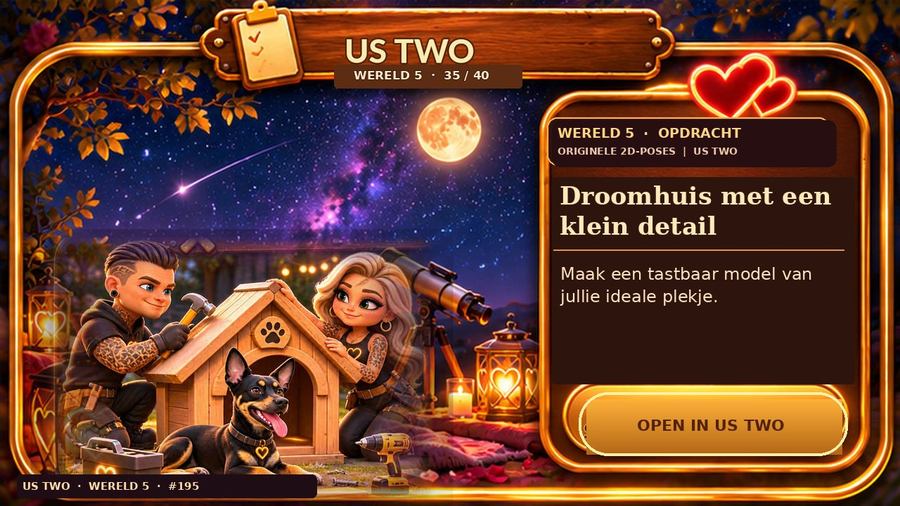 US TWO
WERELD 5 · 35 / 40
WERELD 5 · OPDRACHT
ORIGINELE 2D-POSES | US TWO
Droomhuis met een
klein detail
Maak een tastbaar model van
jullie ideale plekje.
OPEN IN US TWO
US TWO · WERELD 5 · #195